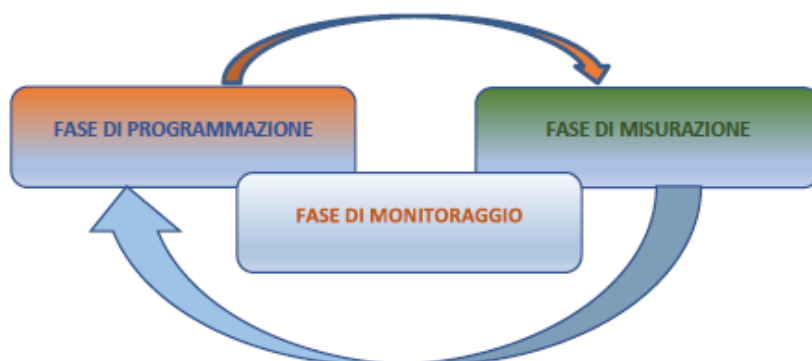 FASE DI PROGRAMMAZIONE
FASE DI MISURAZIONE
FASE DI MONITORAGGIO